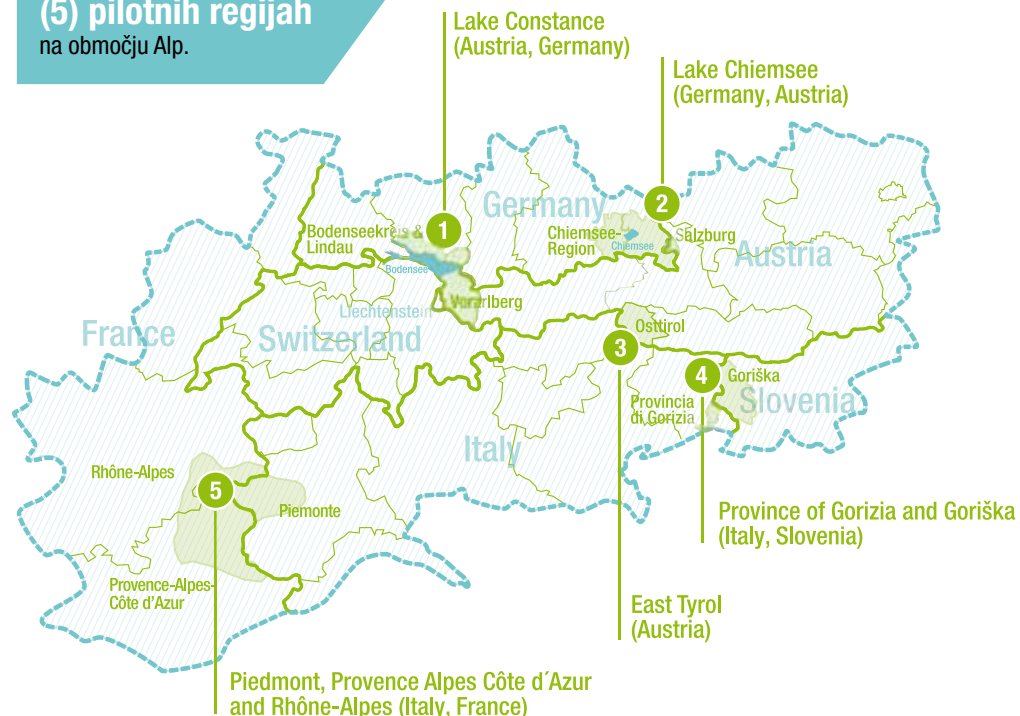 (5) pilotnih regijah
na območju Alp.
Lake Constance
(Austria, Germany)
Lake Chiemsee
(Germany, Austria)
1
2
Germany
Bodenseekreis &
Lindau
Chiemsee-
Region
Chiemsee
Salzburg
Austria
Bodensee
Liechtenstein
Vorarlberg
France
Switzerland
Osttirol
3
4
Goriška
Provincia
di Gorizia
Slovenia
Italy
Rhône-Alpes
5
Piemonte
Provence-Alpes-
Côte d'Azur
Province of Gorizia and Goriška
(Italy, Slovenia)
East Tyrol
(Austria)
Piedmont, Provence Alpes Côte d´Azur
and Rhône-Alpes (Italy, France)